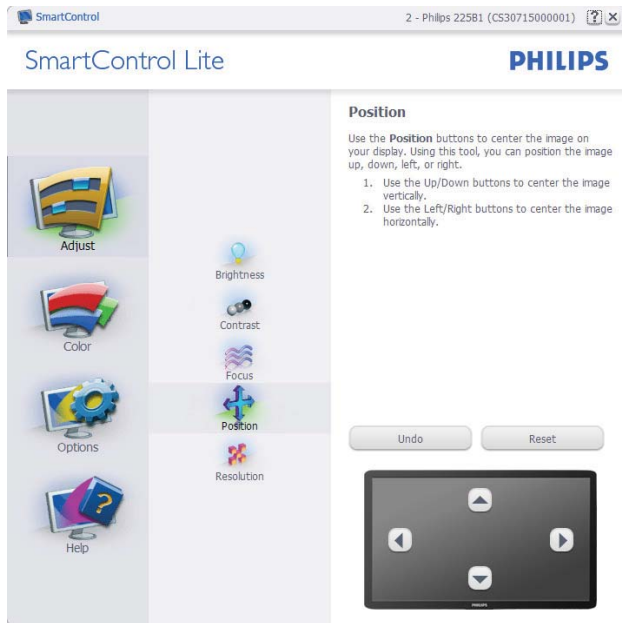 SmartControl
2 - Philips 225B1 (CS30715000001)
?
SmartControl Lite
PHILIPS
Adjust
Color
Options
Help
?
Brightness
Contrast
Focus
Position
Resolution
Position
Use the Position buttons to center the image on
your display. Using this tool, you can position the image
up, down, left, or right.
1. Use the Up/Down buttons to center the image
vertically.
2. Use the Left/Right buttons to center the image
horizontally.
Undo
Reset
PHILIPS